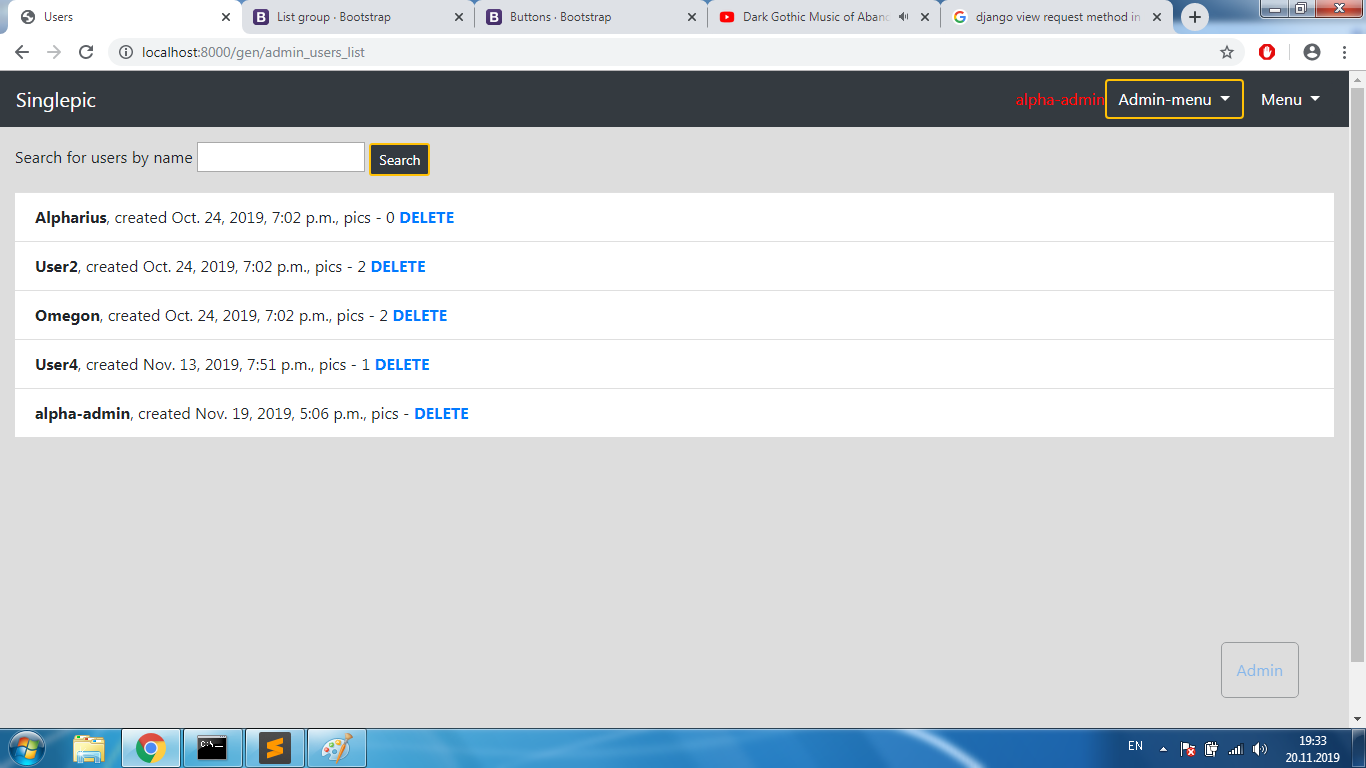 Users
List group · Bootstrap
Buttons · Bootstrap
Dark Gothic Music of Aban
django view request method in
localhost:8000/gen/admin_users_list
Singlepic
alpha-admin Admin-menu Menu
Search for users by name Search
Alpharius, created Oct. 24, 2019, 7:02 p.m., pics - 0 DELETE
User2, created Oct. 24, 2019, 7:02 p.m., pics - 2 DELETE
Omegon, created Oct. 24, 2019, 7:02 p.m., pics - 2 DELETE
User4, created Nov. 13, 2019, 7:51 p.m., pics - 1 DELETE
alpha-admin, created Nov. 19, 2019, 5:06 p.m., pics - DELETE
Admin
C:\
EN
19:33
20.11.2019